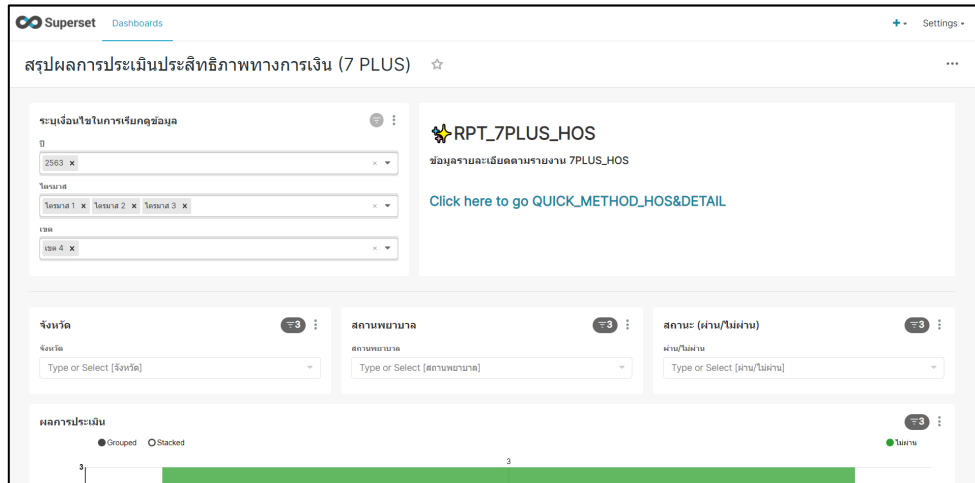 Superset Dashboards + Settings
สรุปผลการประเมินประสิทธิภาพทางการเงิน (7 PLUS)
ระบุเงื่อนไขในการเรียกดูข้อมูล
ปี
2563 x
ไตรมาส
ไตรมาส 1 x ไตรมาส 2 x ไตรมาส 3 x
เขต
เขต 4 x
✨RPT_7PLUS_HOS
ข้อมูลรายละเอียดตามรายงาน 7PLUS_HOS
Click here to go QUICK_METHOD_HOS&DETAIL
จังหวัด 3
จังหวัด
Type or Select [จังหวัด]
สถานพยาบาล 3
สถานพยาบาล
Type or Select [สถานพยาบาล]
สถานะ (ผ่าน/ไม่ผ่าน) 3
ผ่าน/ไม่ผ่าน
Type or Select [ผ่าน/ไม่ผ่าน]
ผลการประเมิน 3
Grouped Stacked ไม่ผ่าน
3
3